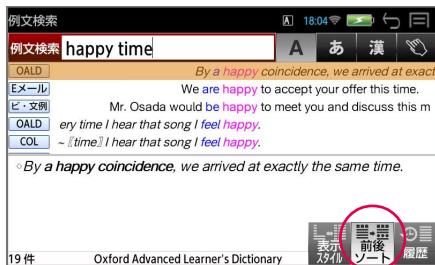 例文検索 A 18:04
例文検索 happy time A あ 漢
OALD By a happy coincidence, we arrived at exact
Eメール We are happy to accept your offer this time.
ビ・文例 Mr. Osada would be happy to meet you and discuss this m
OALD ery time I hear that song I feel happy.
COL ~〖time〗I hear that song I feel happy.
◇By a happy coincidence, we arrived at exactly the same time.
表示 前後 履歴
スタイル ソート
19 件 Oxford Advanced Learner's Dictionary